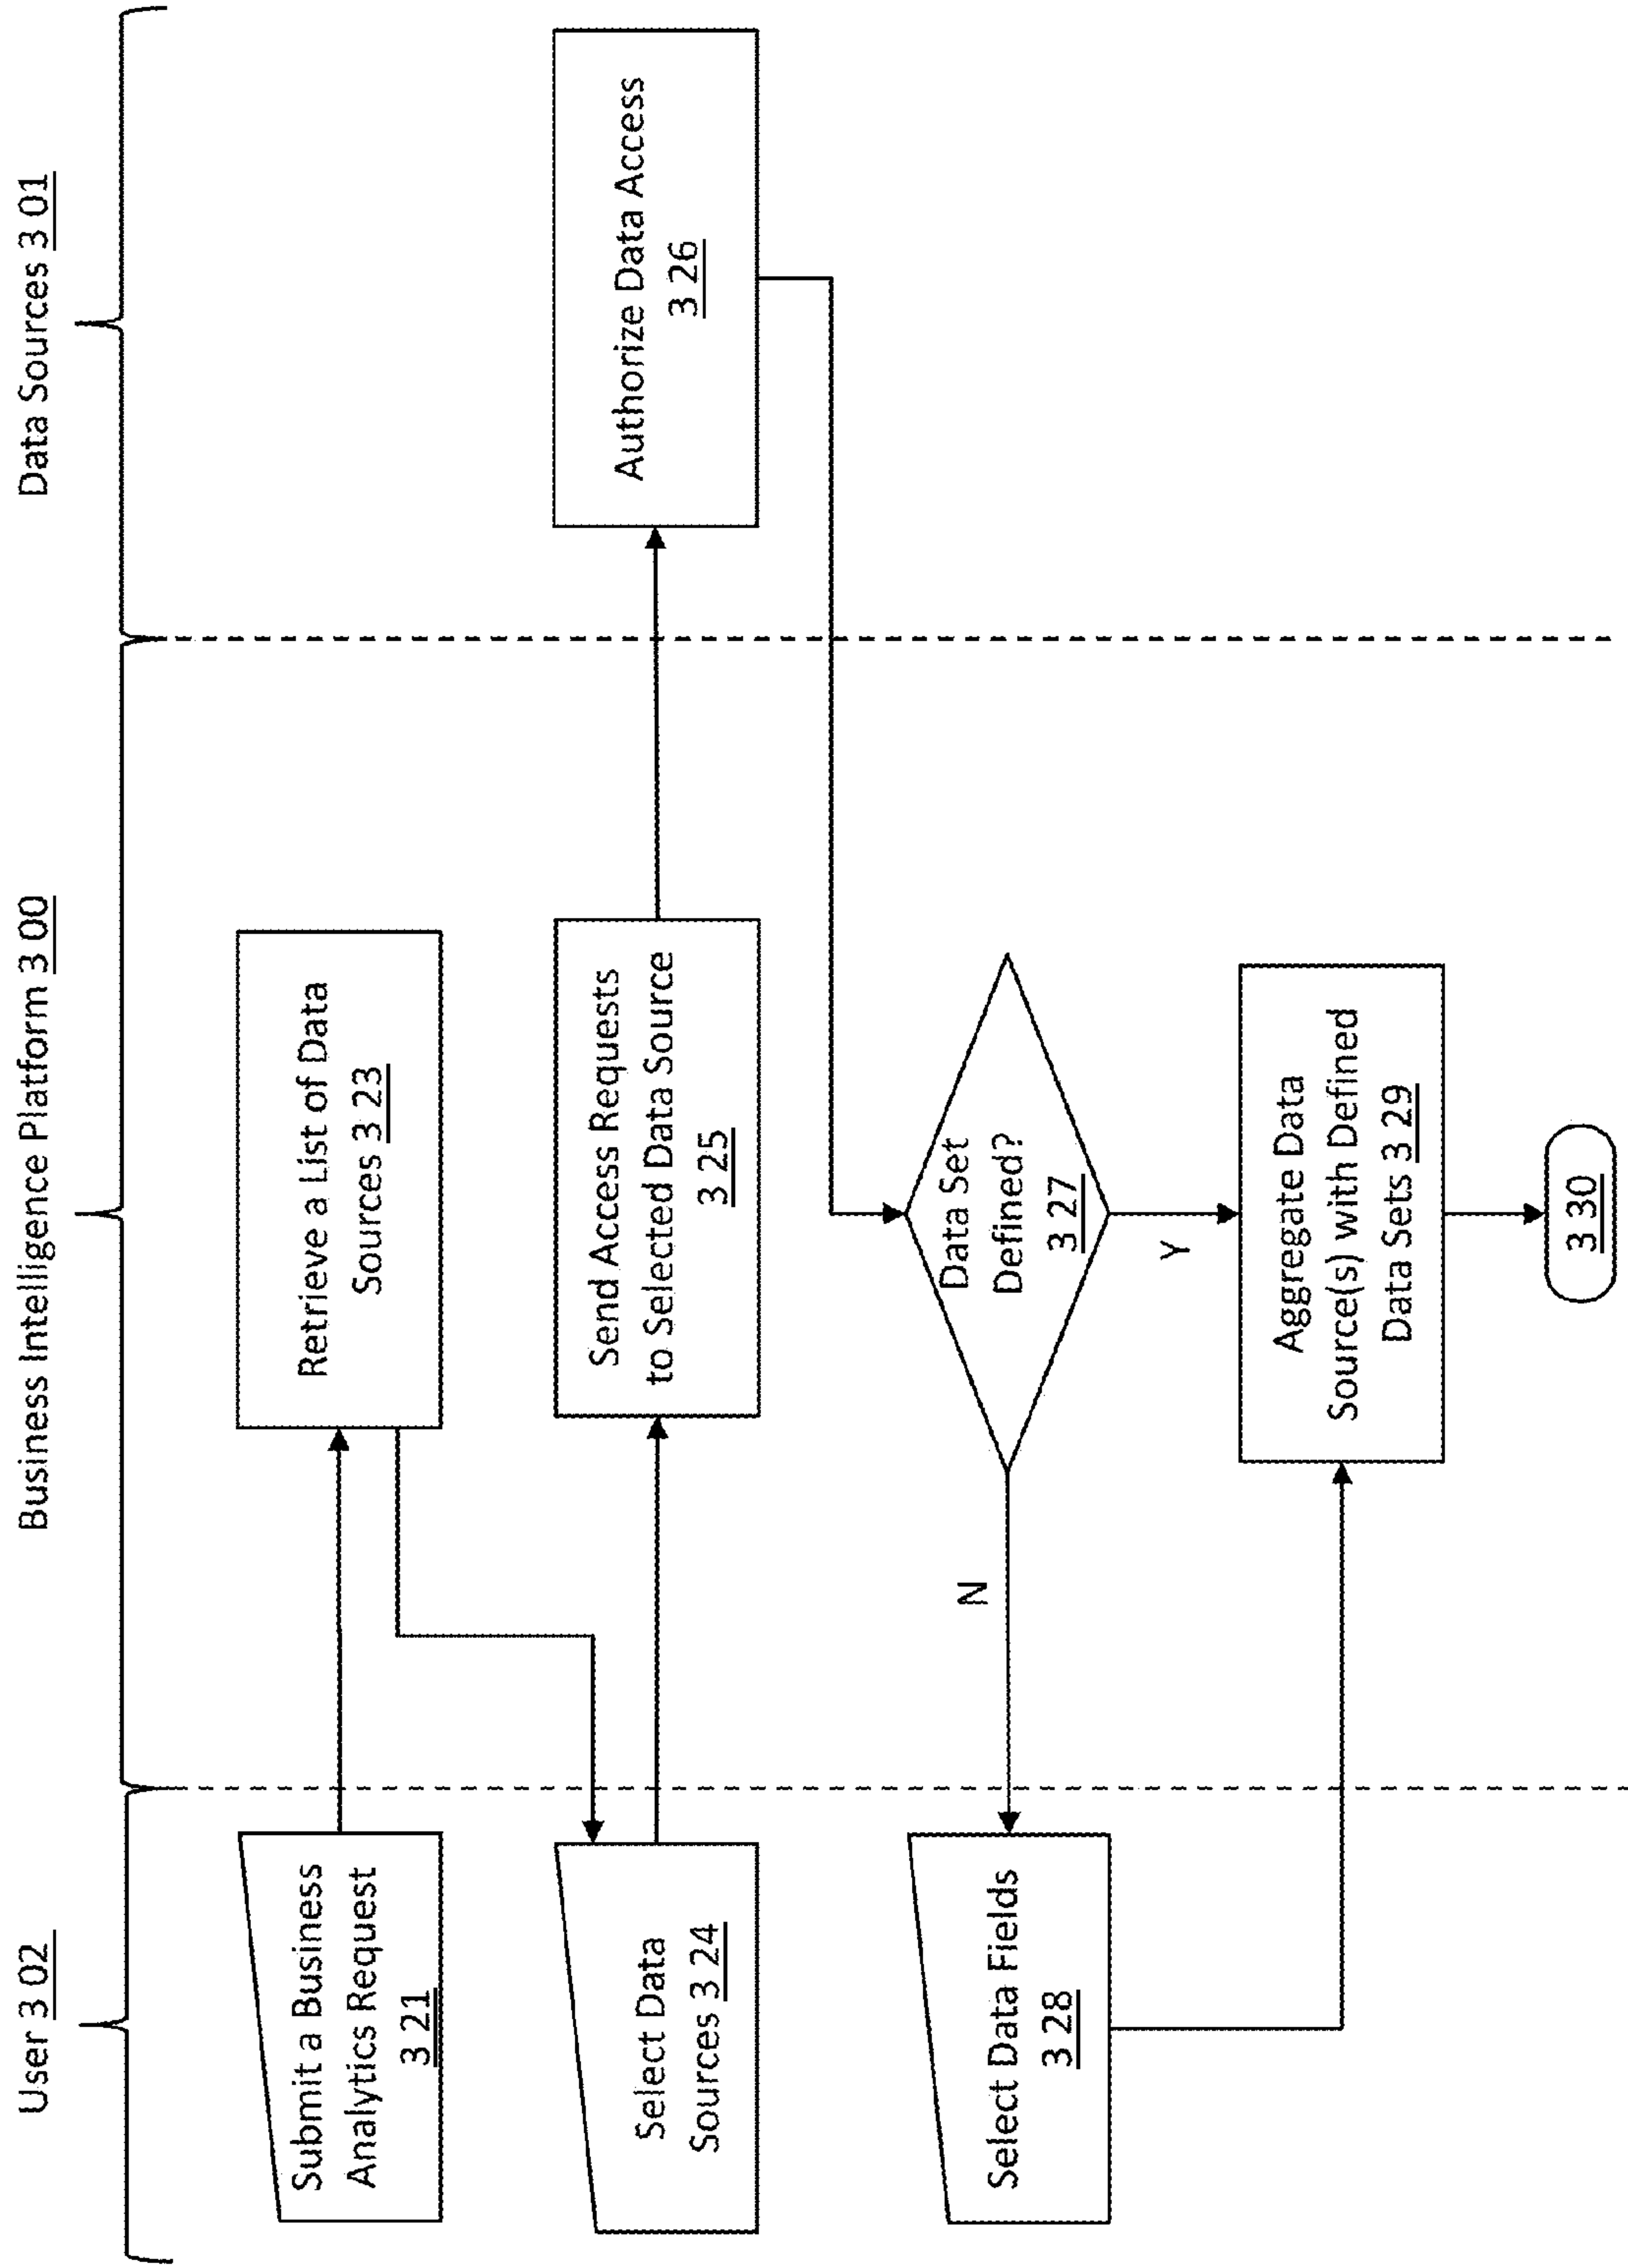 User 3 02
Business Intelligence Platform 3 00
Data Sources 3 01
Submit a Business
Analytics Request
3 21
Retrieve a List of Data
Sources 3 23
Select Data
Sources 3 24
Send Access Requests
to Selected Data Source
3 25
Authorize Data Access
3 26
Data Set
Defined?
3 27
N
Y
Select Data Fields
3 28
Aggregate Data
Source(s) with Defined
Data Sets 3 29
3 30